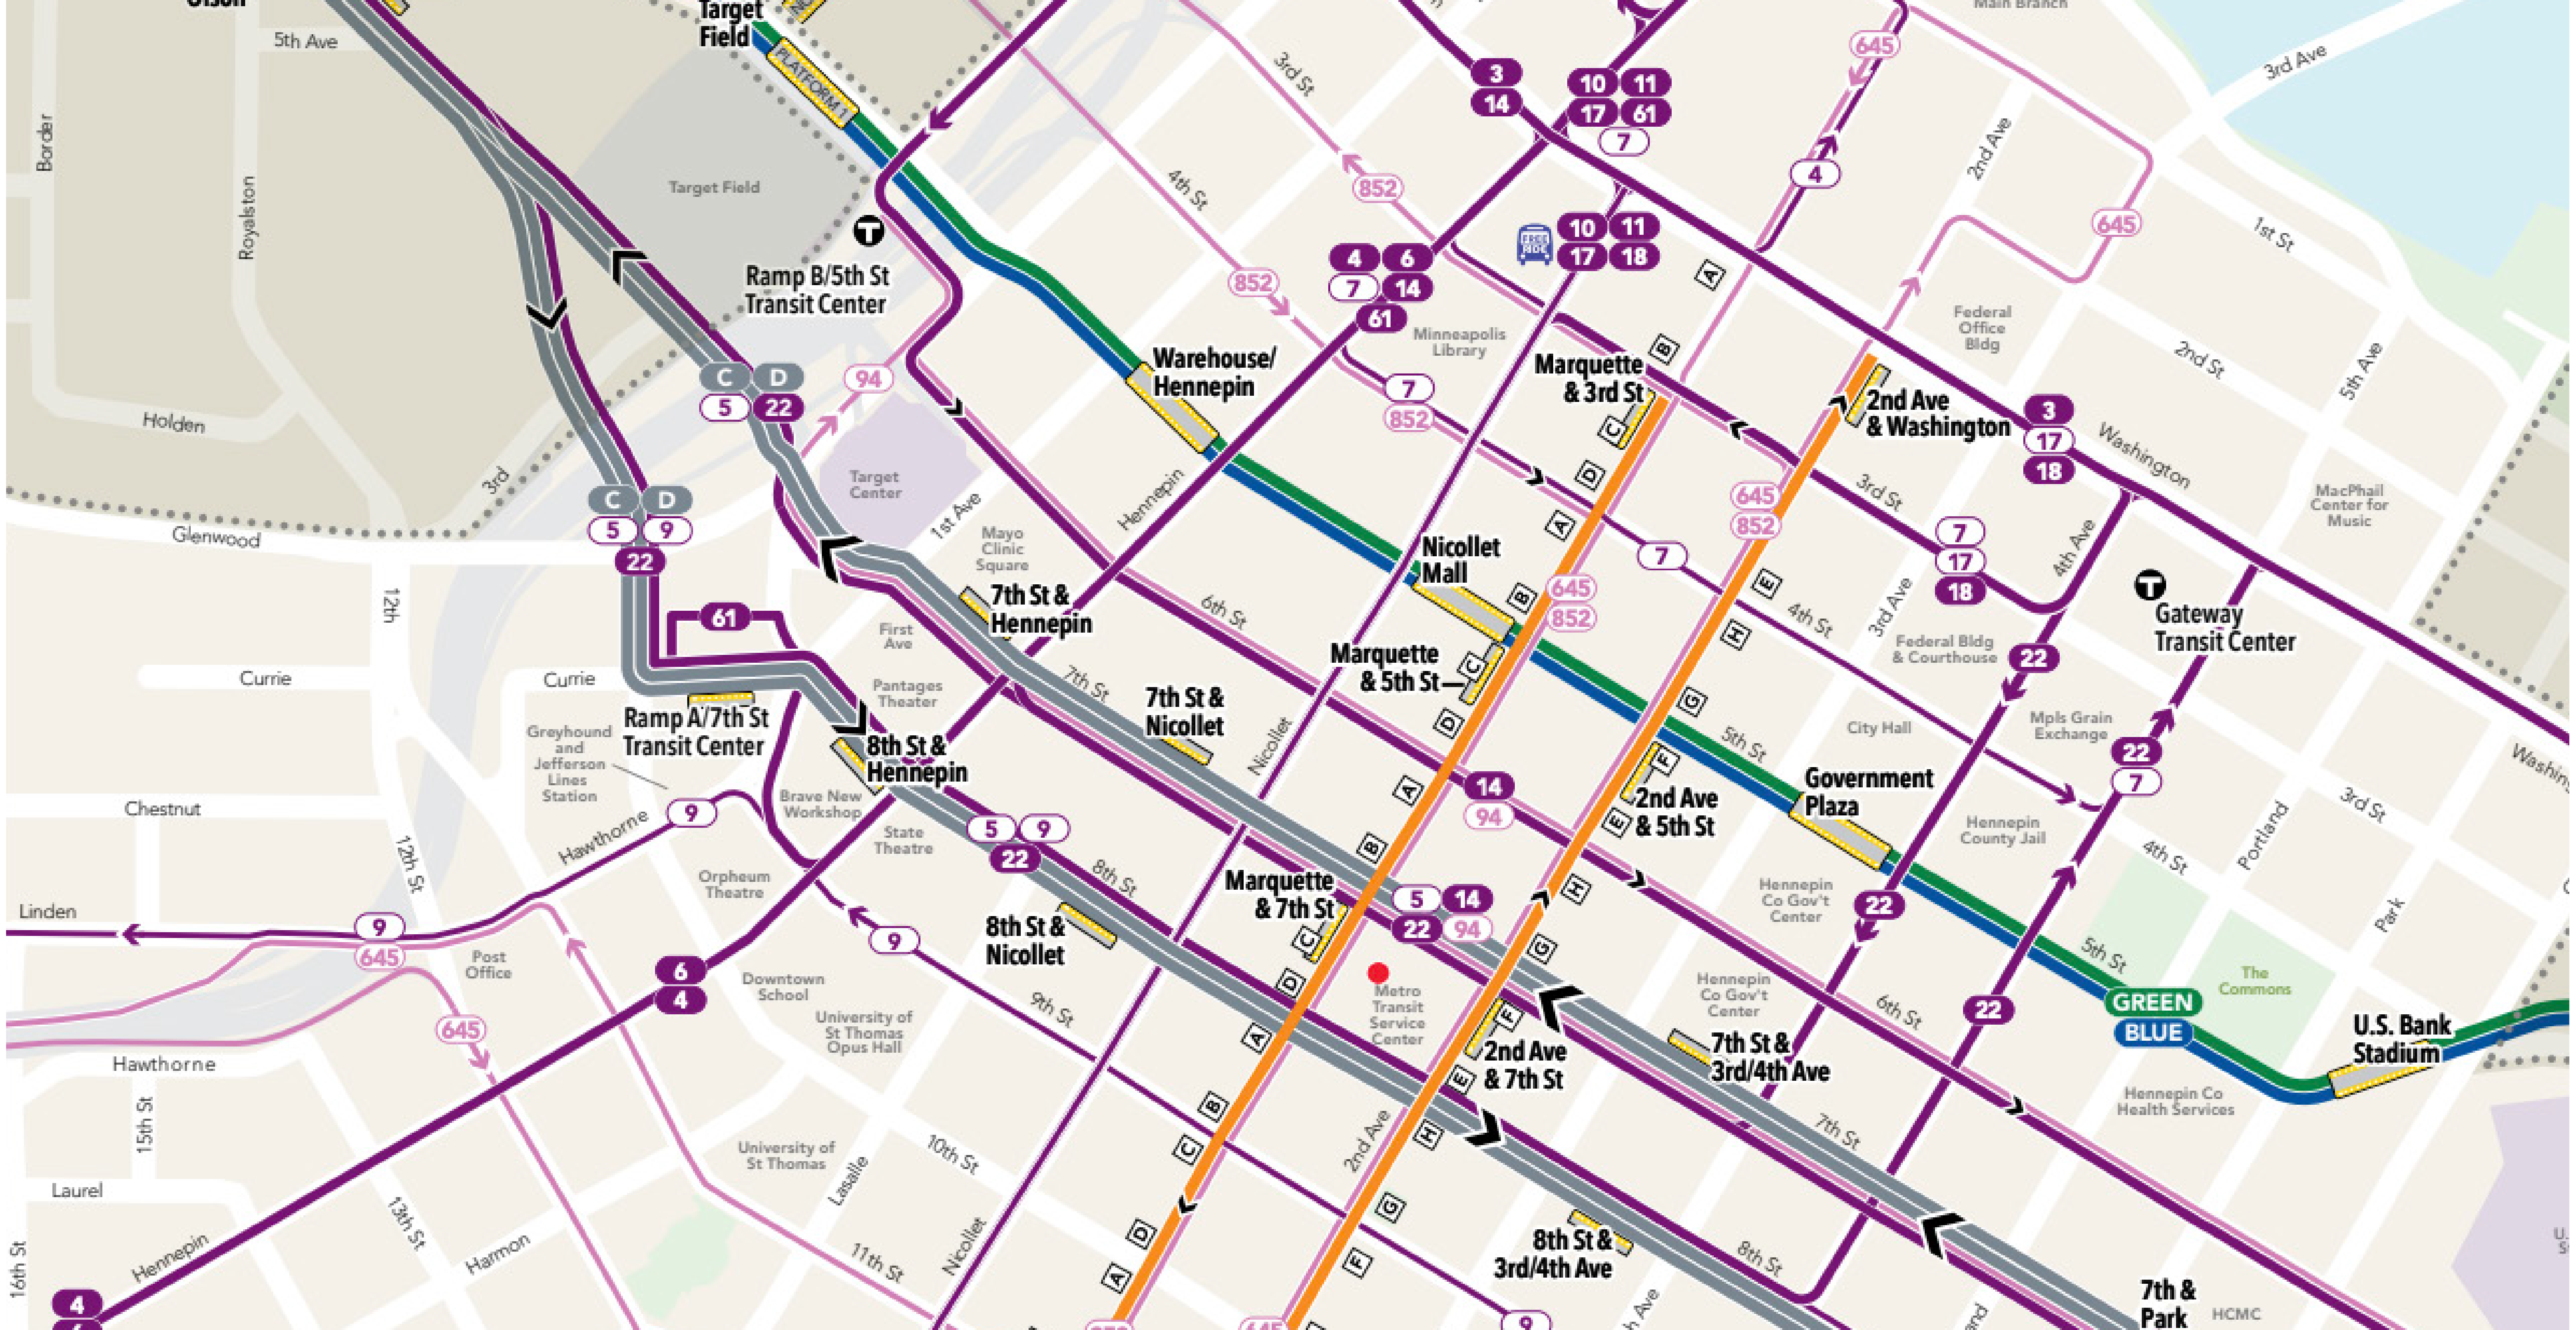 Olson
5th Ave
Border
Royalston
Holden
Target
Field
PLATFORM 1
Target Field
T
Ramp B/5th St
Transit Center
C D
5 22
94
Target
Center
3rd
Glenwood
C D
5 9
22
12th
61
Currie
Currie
Ramp A/7th St
Transit Center
Greyhound
and
Jefferson
Lines
Station
Chestnut
Hawthorne
9
12th St
Linden
9
645
Post
Office
645
Hawthorne
15th St
Laurel
16th St
Hennepin
13th St
Harmon
4
6
6
4
Main Branch
3rd Ave
3rd St
3
14
10 11
17 61
7
645
4
2nd Ave
645
1st St
852
4th St
852
4 6
7 14
61
FREE
RIDE
10 11
17 18
Minneapolis
Library
A
B
Marquette
& 3rd St
C
D
A
Federal
Office
Bldg
2nd St
5th Ave
2nd Ave
& Washington
3
17
18
Washington
Warehouse/
Hennepin
7
852
Hennepin
1st Ave
Mayo
Clinic
Square
7th St &
Hennepin
First
Ave
Pantages
Theater
6th St
7th St
Nicollet
Mall
B
645
852
645
852
7
3rd St
7
17
18
4th Ave
MacPhail
Center for
Music
T
Gateway
Transit Center
E
H
G
4th St
3rd Ave
Federal Bldg
& Courthouse
22
Marquette
& 5th St
C
D
A
B
7th St &
Nicollet
Nicollet
8th St &
Hennepin
Brave New
Workshop
State
Theatre
Orpheum
Theatre
5 9
22
8th St
14
94
5th St
City Hall
Mpls Grain
Exchange
22
7
F
2nd Ave
& 5th St
E
Government
Plaza
Hennepin
County Jail
3rd St
Washing
Portland
4th St
Park
Marquette
& 7th St
C
D
5 14
22 94
H
G
Hennepin
Co Gov't
Center
22
8th St &
Nicollet
9
Downtown
School
University of
St Thomas
Opus Hall
9th St
Metro
Transit
Service
Center
F
2nd Ave
& 7th St
E
Hennepin
Co Gov't
Center
7th St &
3rd/4th Ave
6th St
22
5th St
The
Commons
GREEN
BLUE
U.S. Bank
Stadium
Hennepin Co
Health Services
A
B
C
D
A
H
G
F
2nd Ave
7th St
University of
St Thomas
10th St
Lasalle
11th St
Nicollet
8th St &
3rd/4th Ave
8th St
9
7th &
Park
HCMC
645